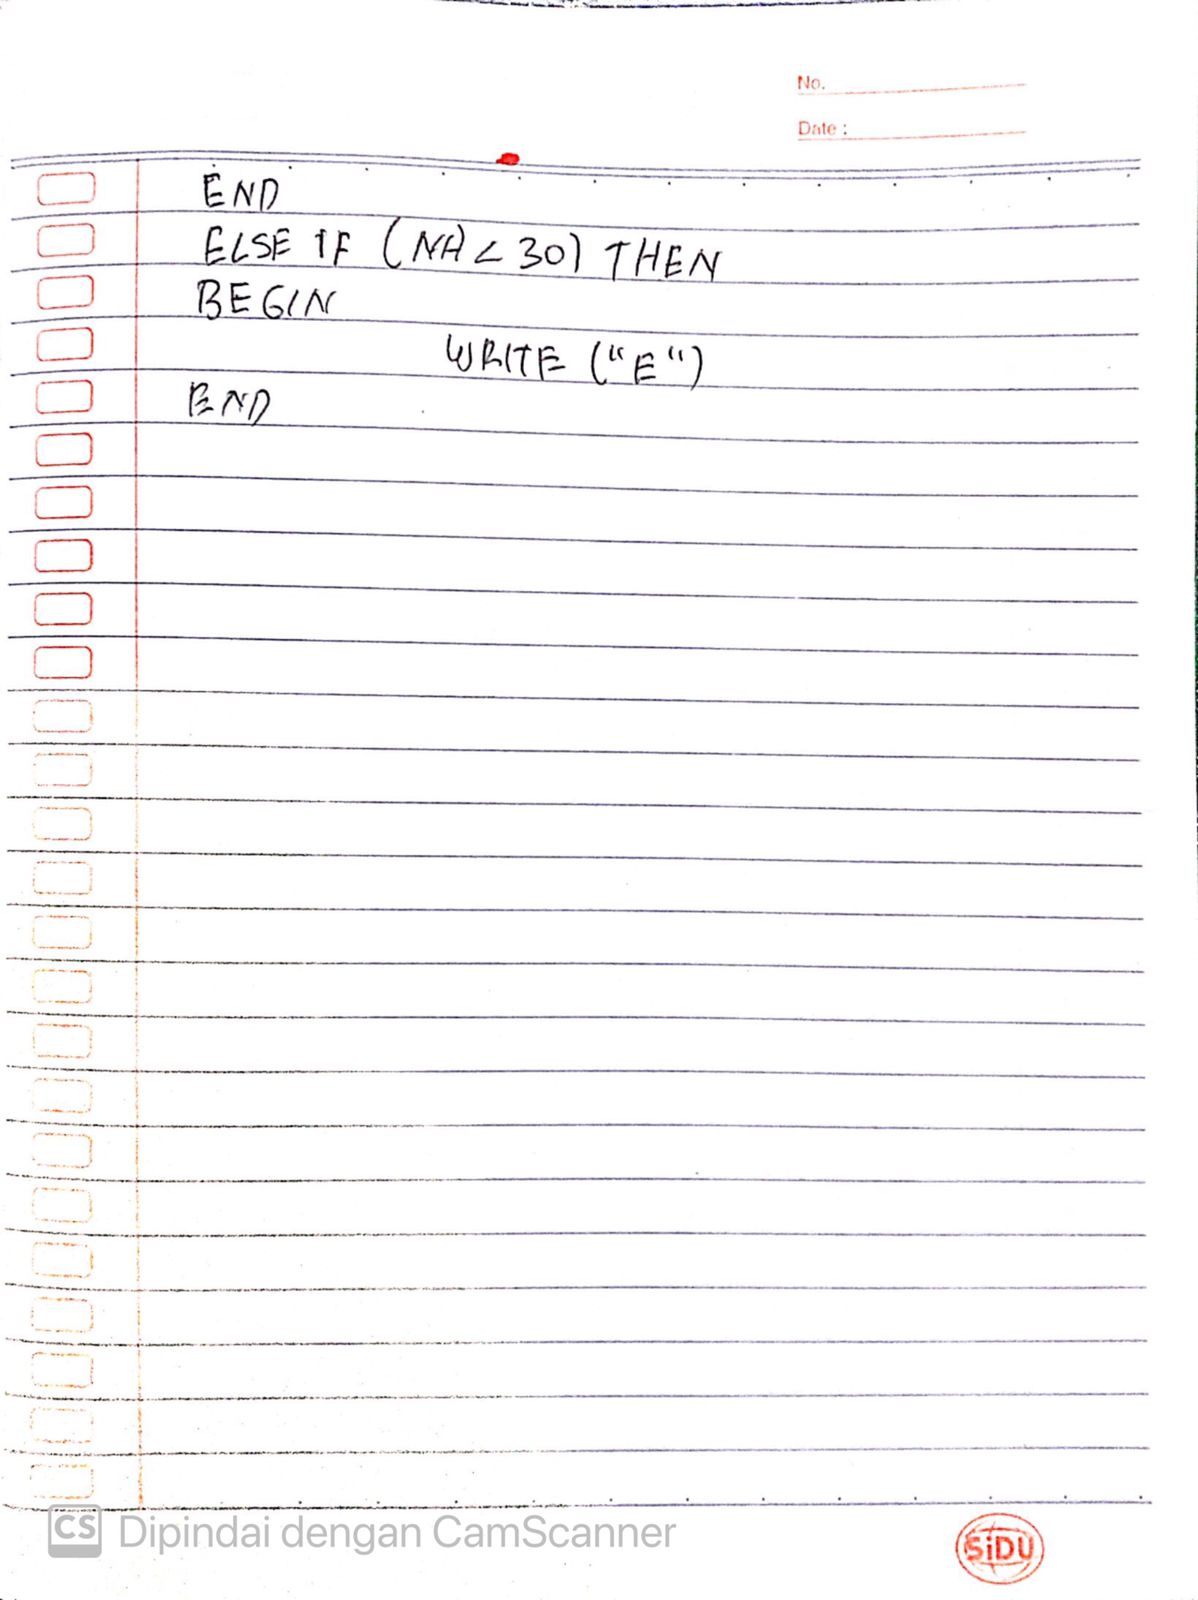 No.
Date :
END
ELSE IF (NA < 30) THEN
BEGIN
WRITE ("E")
END
CS Dipindai dengan CamScanner
SiDU